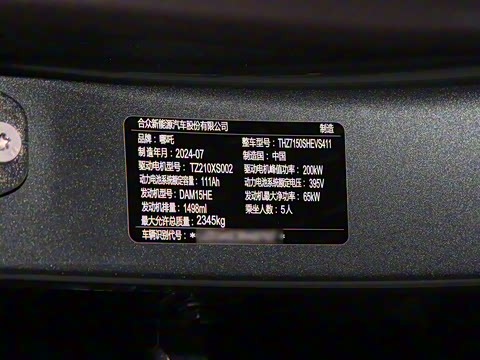 合众新能源汽车股份有限公司 制造
品牌：哪吒 整车型号：THZ7150SHEVS411
制造年月：2024-07 制造国：中国
驱动电机型号：TZ210XS002 驱动电机峰值功率：200kW
动力电池系统额定容量：111Ah 动力电池系统额定电压：395V
发动机型号：DAM15HE 发动机最大净功率：65kW
发动机排量：1498ml 乘坐人数：5人
最大允许总质量：2345kg
车辆识别代号：*